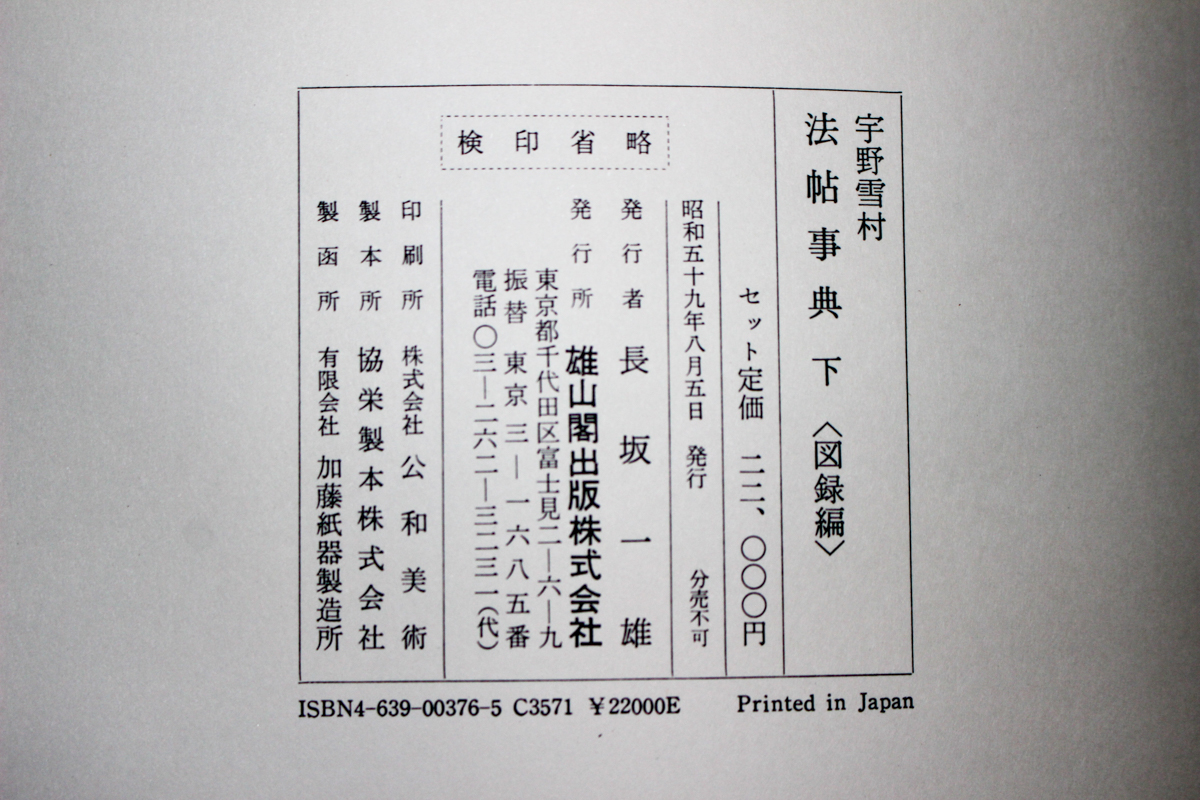 宇野雪村
法帖事典 下 〈図録編〉
セット定価 二二、〇〇〇円
昭和五十九年八月五日 発行 分売不可
検印省略
発行者 長坂一雄
発行所 雄山閣出版株式会社
東京都千代田区富士見二―六―九
振替 東京 三―一六八五番
電話〇三―二六二―三二三一(代)
印刷所 株式会社 公和美術
製本所 協栄製本株式会社
製函所 有限会社 加藤紙器製造所
ISBN4-639-00376-5 C3571 ¥22000E Printed in Japan